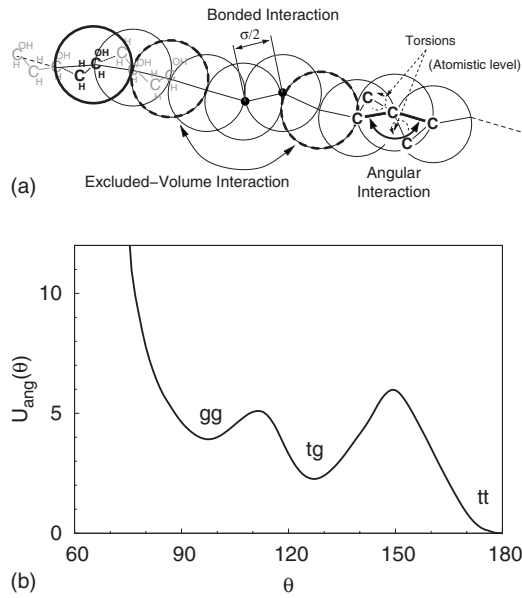 Bonded Interaction
σ/2
Torsions
(Atomistic level)
OH
C
H
H
C
H
H
C
OH
H
C
H
OH
C
H
C
H
C
H
OH
C
C
C
C
C
(a)
Excluded–Volume Interaction
Angular
Interaction
10
5
0
U_ang(θ)
gg
tg
tt
60
90
120
150
180
θ
(b)